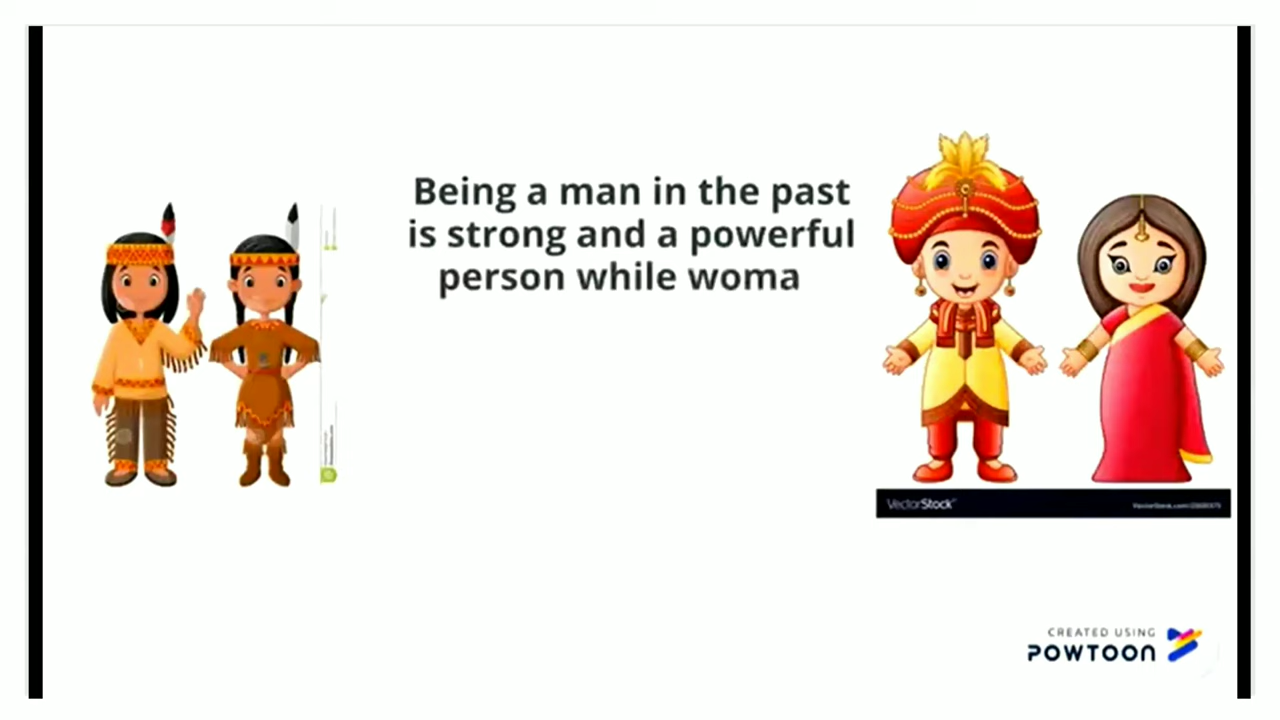 Being a man in the past
is strong and a powerful
person while woma
VectorStock
CREATED USING
POWTOON